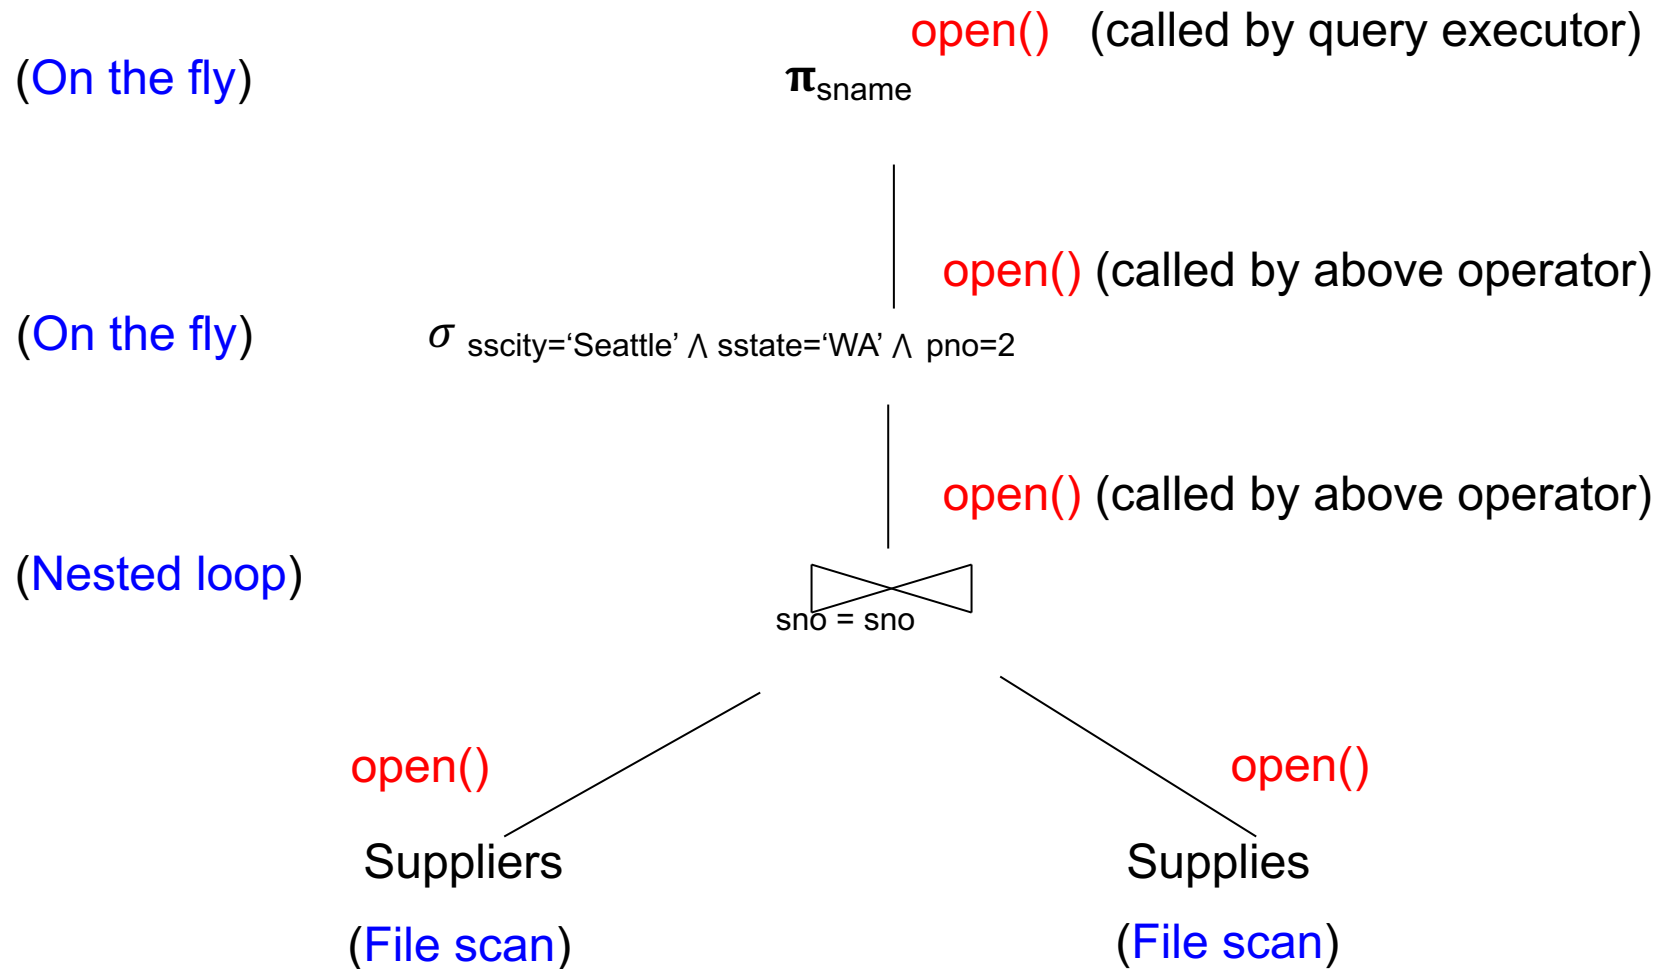 open() (called by query executor)
(On the fly) πsname
open() (called by above operator)
(On the fly) σ sscity=‘Seattle’ ∧ sstate=‘WA’ ∧ pno=2
open() (called by above operator)
(Nested loop)
sno = sno
open() open()
Suppliers Supplies
(File scan) (File scan)